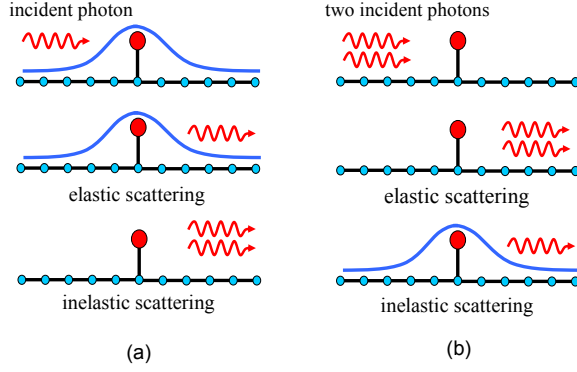 incident photon
elastic scattering
inelastic scattering
(a)
two incident photons
elastic scattering
inelastic scattering
(b)